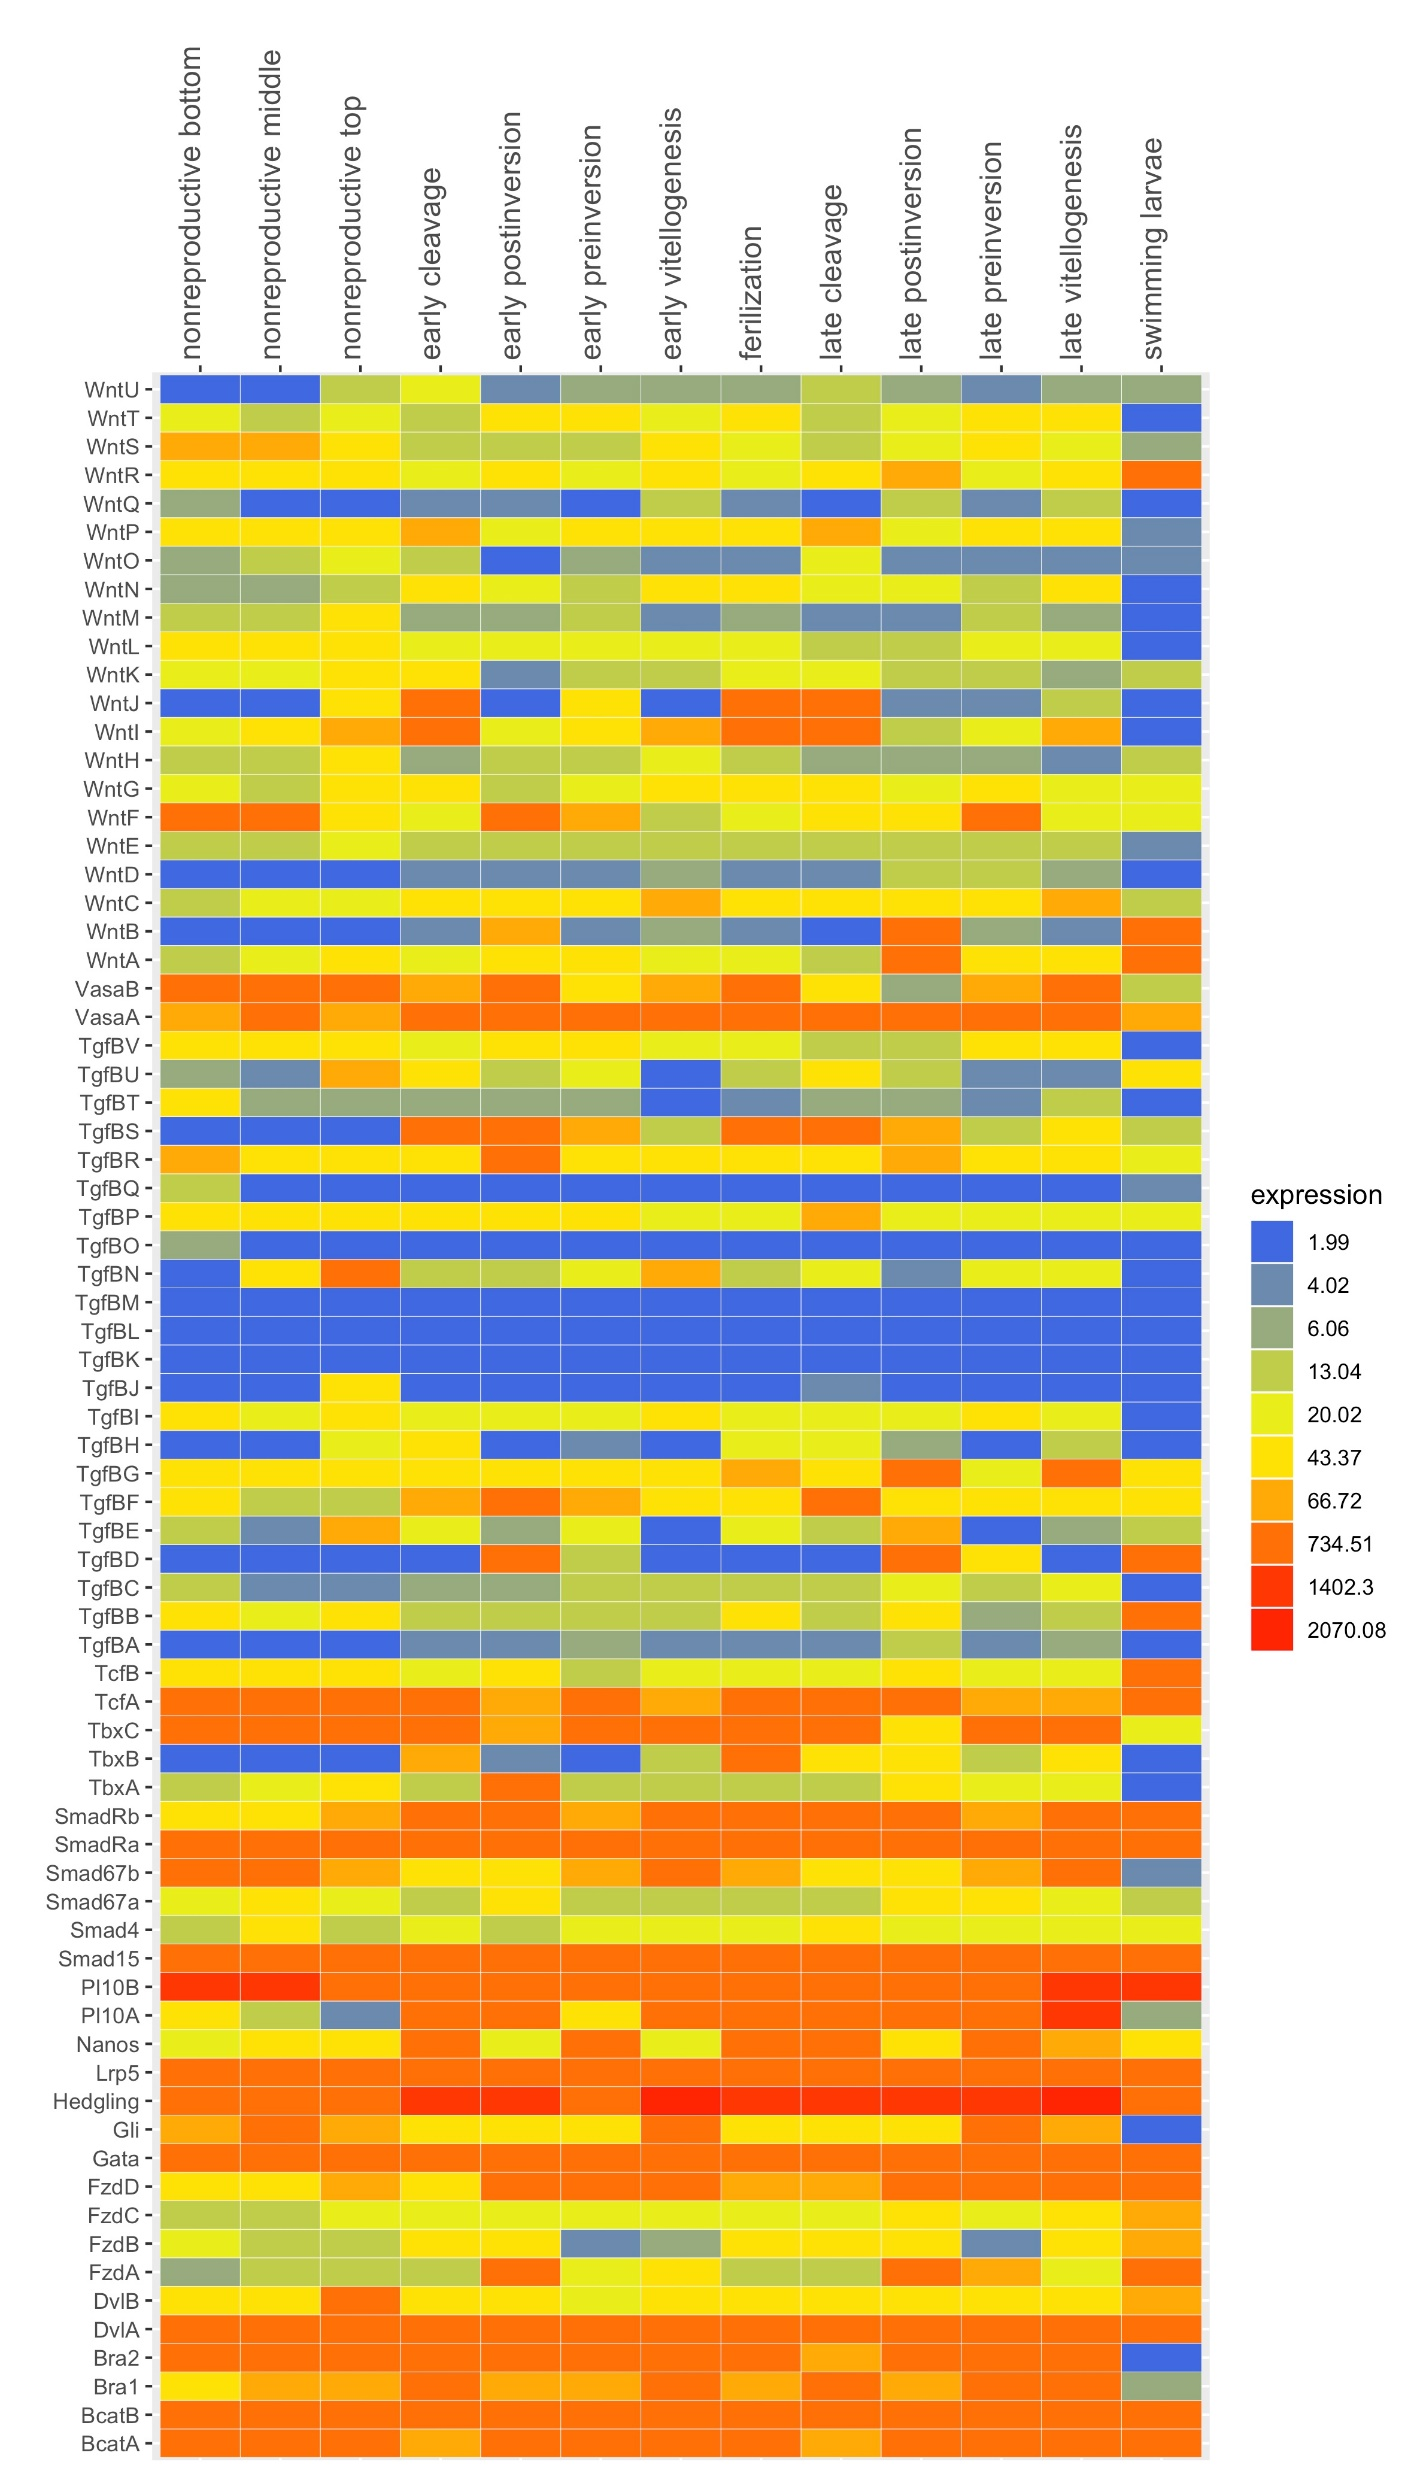 nonreproductive bottom
nonreproductive middle
nonreproductive top
early cleavage
early postinversion
early preinversion
early vitellogenesis
ferilization
late cleavage
late postinversion
late preinversion
late vitellogenesis
swimming larvae
WntU
WntT
WntS
WntR
WntQ
WntP
WntO
WntN
WntM
WntL
WntK
WntJ
WntI
WntH
WntG
WntF
WntE
WntD
WntC
WntB
WntA
VasaB
VasaA
TgfBV
TgfBU
TgfBT
TgfBS
TgfBR
TgfBQ
TgfBP
TgfBO
TgfBN
TgfBM
TgfBL
TgfBK
TgfBJ
TgfBI
TgfBH
TgfBG
TgfBF
TgfBE
TgfBD
TgfBC
TgfBB
TgfBA
TcfB
TcfA
TbxC
TbxB
TbxA
SmadRb
SmadRa
Smad67b
Smad67a
Smad4
Smad15
Pl10B
Pl10A
Nanos
Lrp5
Hedgling
Gli
Gata
FzdD
FzdC
FzdB
FzdA
DvlB
DvlA
Bra2
Bra1
BcatB
BcatA
expression
1.99
4.02
6.06
13.04
20.02
43.37
66.72
734.51
1402.3
2070.08